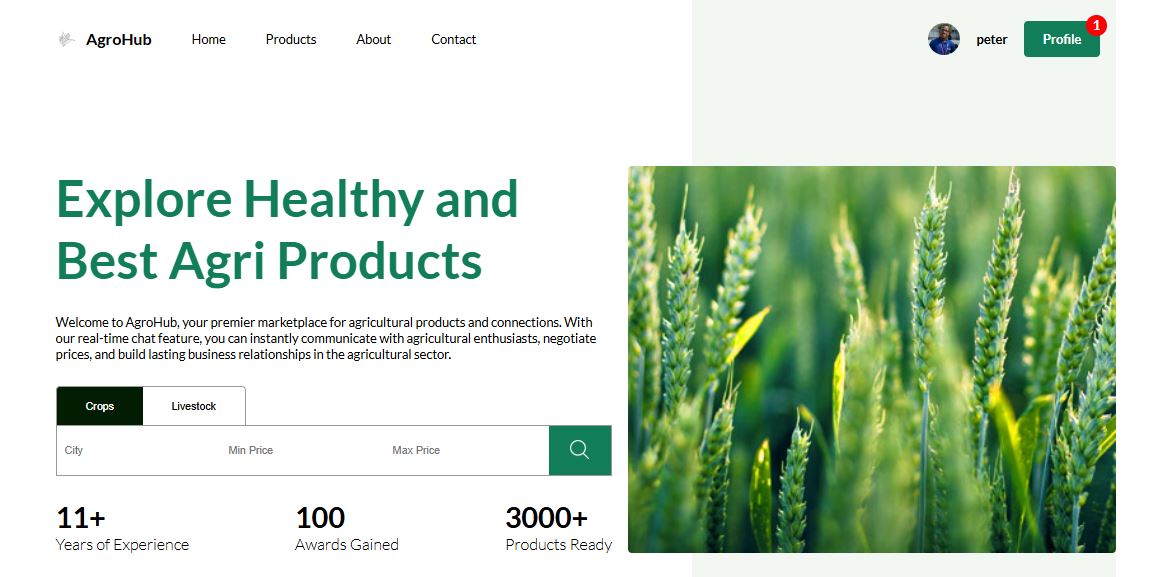 AgroHub
Home
Products
About
Contact
peter
Profile
1
Explore Healthy and
Best Agri Products
Welcome to AgroHub, your premier marketplace for agricultural products and connections. With
our real-time chat feature, you can instantly communicate with agricultural enthusiasts, negotiate
prices, and build lasting business relationships in the agricultural sector.
Crops
Livestock
City
Min Price
Max Price
11+
Years of Experience
100
Awards Gained
3000+
Products Ready